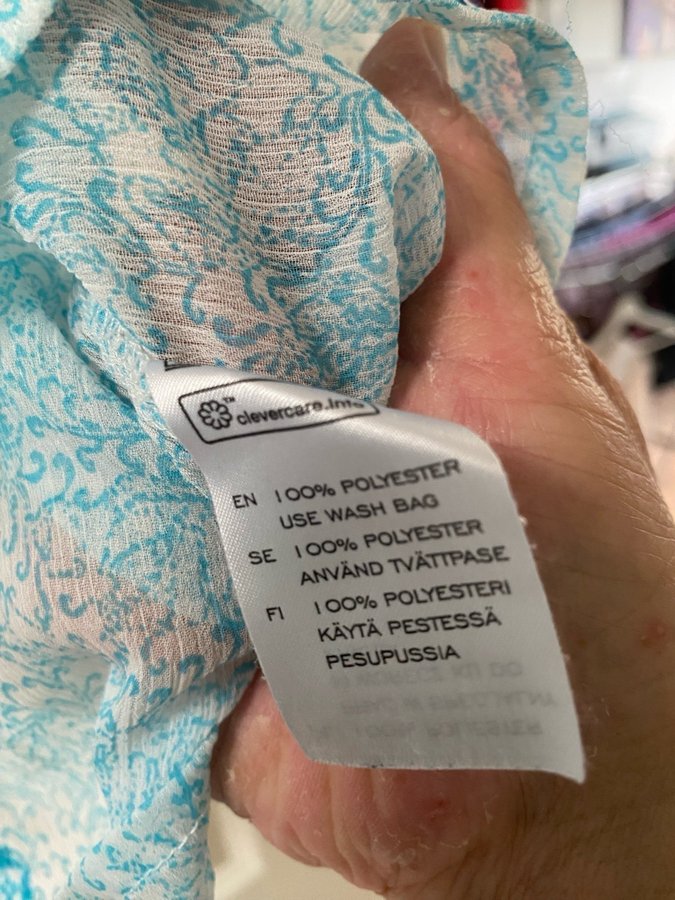 clevercare.info
EN 100% POLYESTER
USE WASH BAG
SE 100% POLYESTER
ANVÄND TVÄTTPASE
FI 100% POLYESTERI
KÄYTÄ PESTESSÄ
PESUPUSSIA